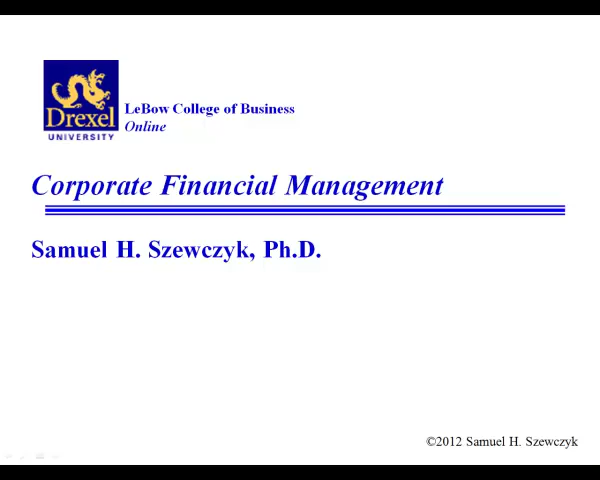 Drexel
UNIVERSITY
LeBow College of Business
Online
Corporate Financial Management
Samuel H. Szewczyk, Ph.D.
©2012 Samuel H. Szewczyk